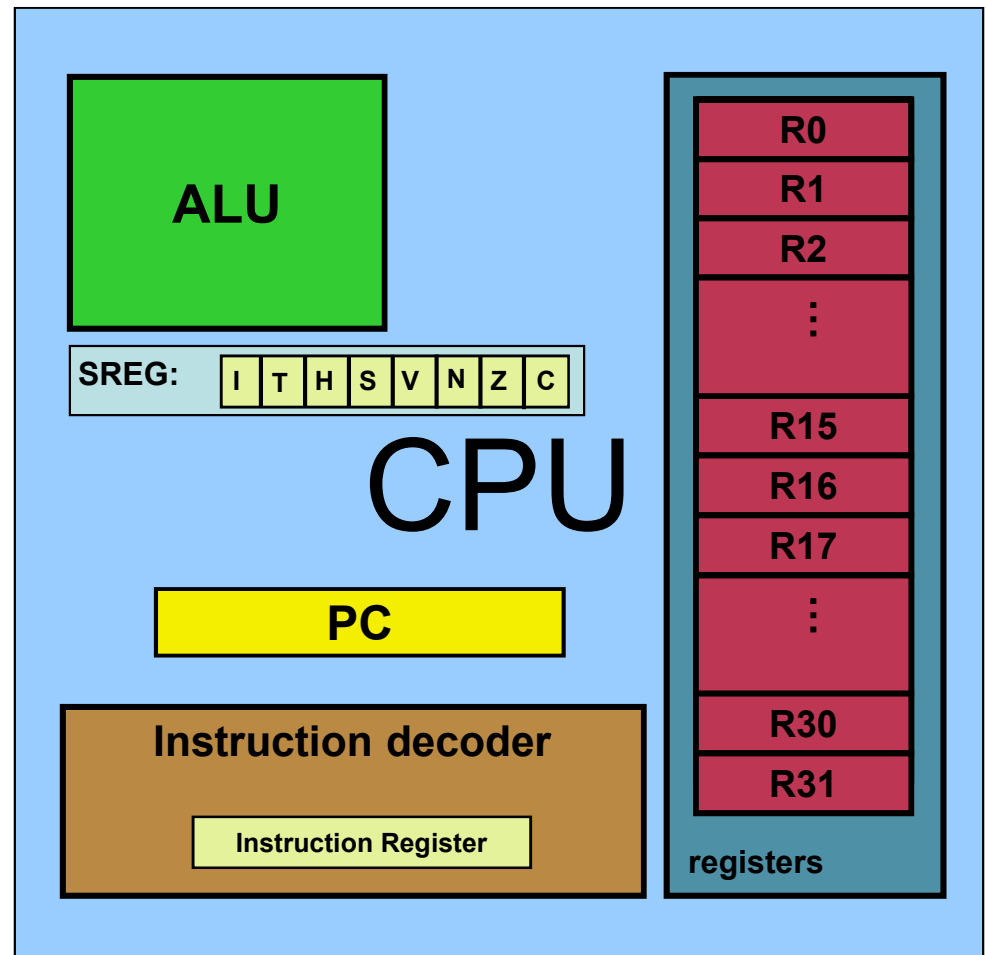 ALU
SREG: I T H S V N Z C
CPU
PC
Instruction decoder
Instruction Register
R0
R1
R2
...
R15
R16
R17
...
R30
R31
registers